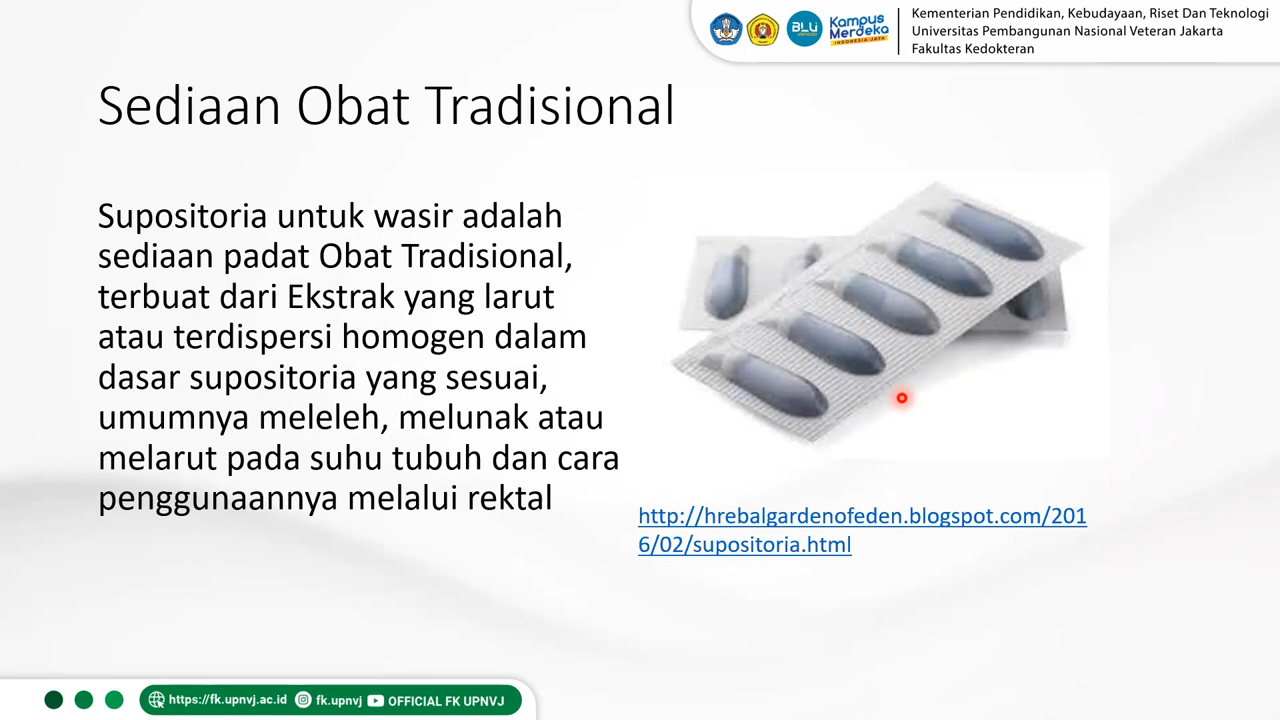 BLU
Kampus
Merdeka
INDONESIA JAYA
Kementerian Pendidikan, Kebudayaan, Riset Dan Teknologi
Universitas Pembangunan Nasional Veteran Jakarta
Fakultas Kedokteran
Sediaan Obat Tradisional
Supositoria untuk wasir adalah
sediaan padat Obat Tradisional,
terbuat dari Ekstrak yang larut
atau terdispersi homogen dalam
dasar supositoria yang sesuai,
umumnya meleleh, melunak atau
melarut pada suhu tubuh dan cara
penggunaannya melalui rektal
http://hrebalgardenofeden.blogspot.com/201
6/02/supositoria.html
https://fk.upnvj.ac.id fk.upnvj OFFICIAL FK UPNVJ